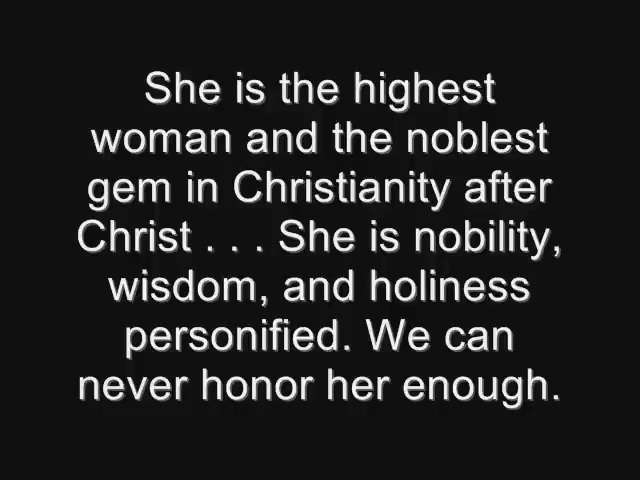 She is the highest
woman and the noblest
gem in Christianity after
Christ . . . She is nobility,
wisdom, and holiness
personified. We can
never honor her enough.